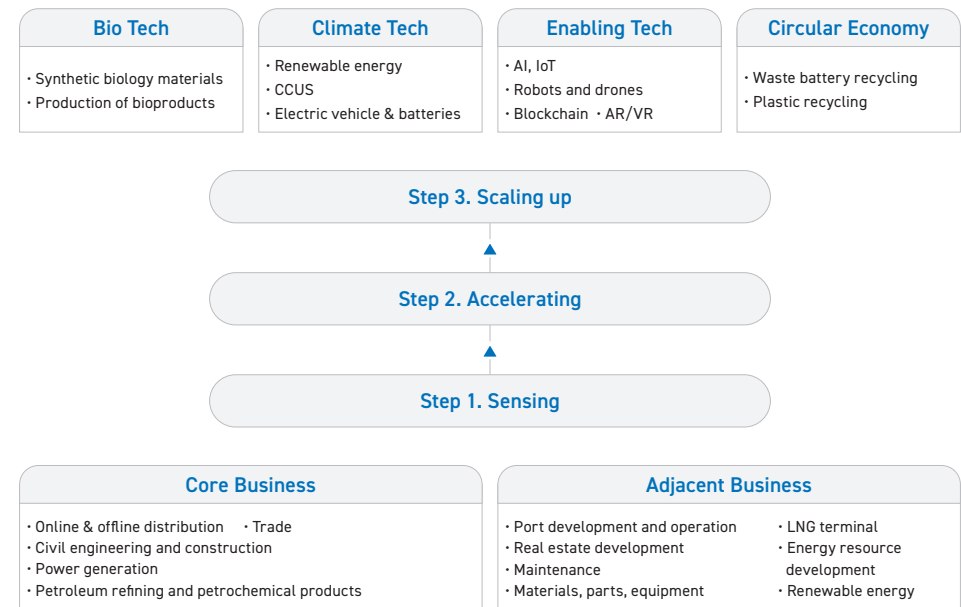 Bio Tech
· Synthetic biology materials
· Production of bioproducts
Climate Tech
· Renewable energy
· CCUS
· Electric vehicle & batteries
Enabling Tech
· AI, IoT
· Robots and drones
· Blockchain · AR/VR
Circular Economy
· Waste battery recycling
· Plastic recycling
Step 3. Scaling up
Step 2. Accelerating
Step 1. Sensing
Core Business
· Online & offline distribution · Trade
· Civil engineering and construction
· Power generation
· Petroleum refining and petrochemical products
Adjacent Business
· Port development and operation
· Real estate development
· Maintenance
· Materials, parts, equipment
· LNG terminal
· Energy resource
development
· Renewable energy